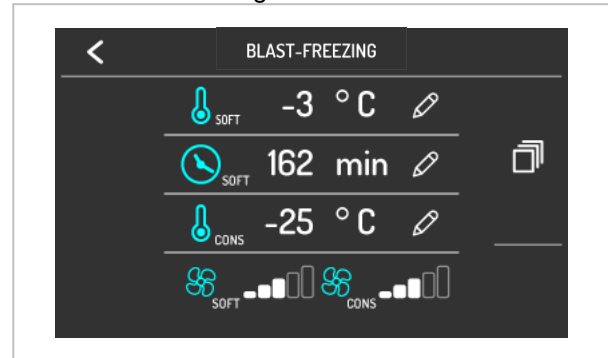 BLAST-FREEZING
SOFT -3 °C
SOFT 162 min
CONS -25 °C
SOFT CONS